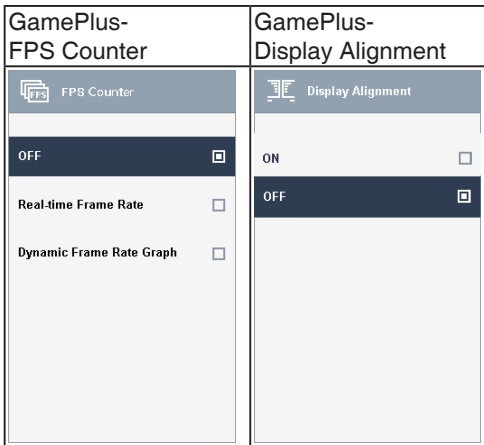 GamePlus-
FPS Counter
GamePlus-
Display Alignment
FPS FPS Counter
OFF
Real-time Frame Rate
Dynamic Frame Rate Graph
Display Alignment
ON
OFF